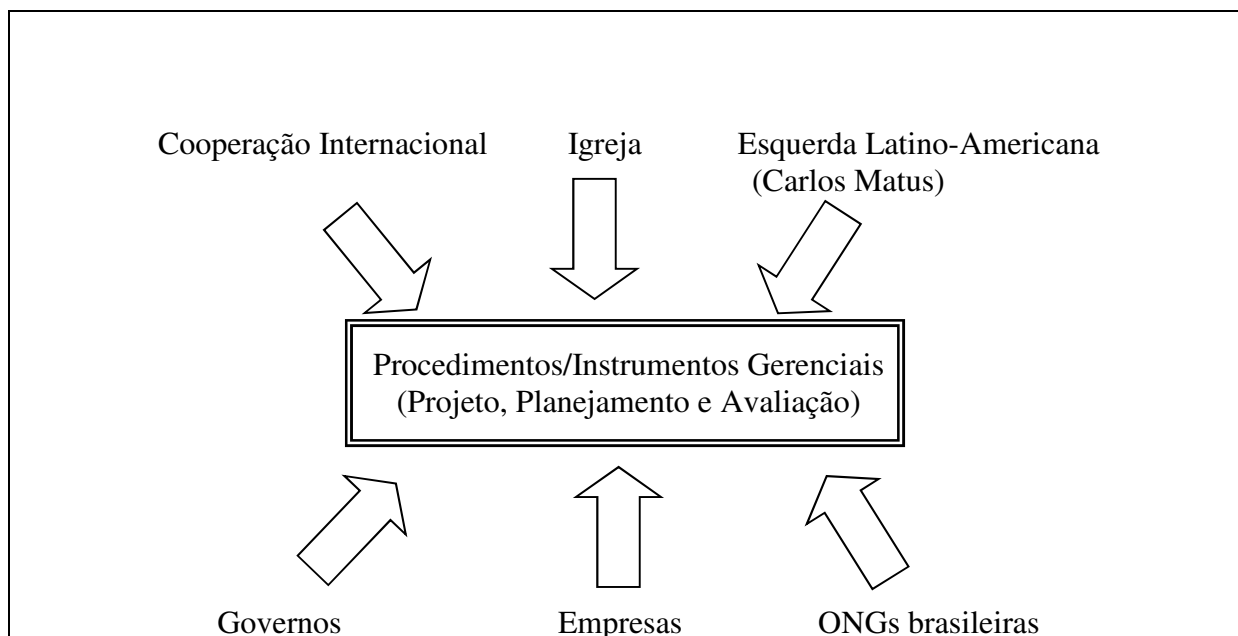 Cooperação Internacional
Igreja
Esquerda Latino-Americana
(Carlos Matus)
Procedimentos/Instrumentos Gerenciais
(Projeto, Planejamento e Avaliação)
Governos
Empresas
ONGs brasileiras